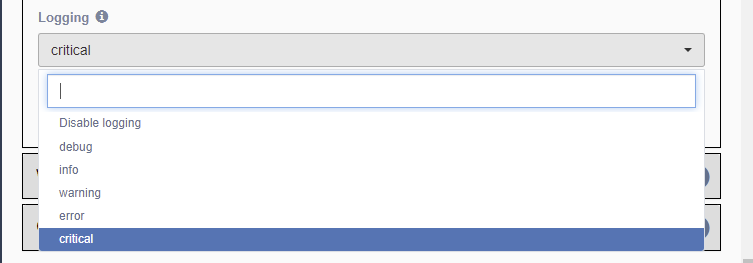 Logging
critical
Disable logging
debug
info
warning
error
critical